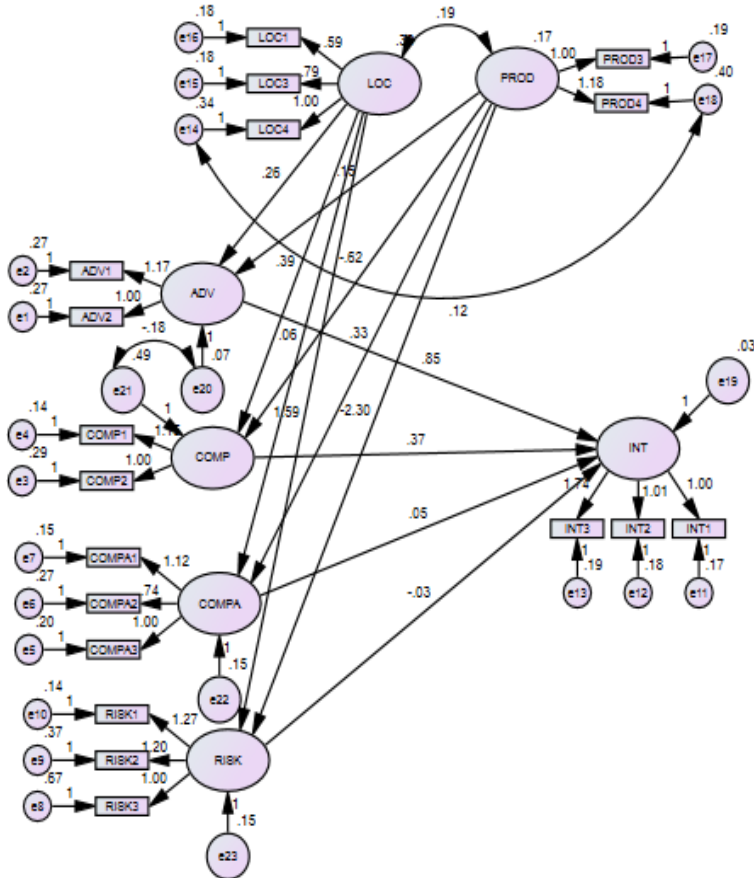 .18
e16 1 LOC1 .59
.18
e15 1 LOC3 .79
.34
e14 1 LOC4 1.00
LOC
.19
PROD .17
1.00 PROD3 1 e17 .19
1.18 PROD4 1 e18 .40
.26
.15
.39
-.62
.06
.33
1.59
-2.30
.12
.27
e2 1 ADV1 1.17
.27
e1 1 ADV2 1.00
ADV
.85
-.18
.49
e21 1
1 .07
e20
.14
e4 1 COMP1
.29
e3 1 COMP2 1.00
COMP
.37
.03
e19
1
INT
1.74 1.01 1.00
INT3 INT2 INT1
1 .19 1 .18 1 .17
e13 e12 e11
.15
e7 1 COMPA1 1.12
.27
e6 1 COMPA2 .74
.20
e5 1 COMPA3 1.00
COMPA
.05
1 .15
e22
-.03
.14
e10 1 RISK1 1.27
.37
e9 1 RISK2 1.20
.67
e8 1 RISK3 1.00
RISK
1 .15
e23